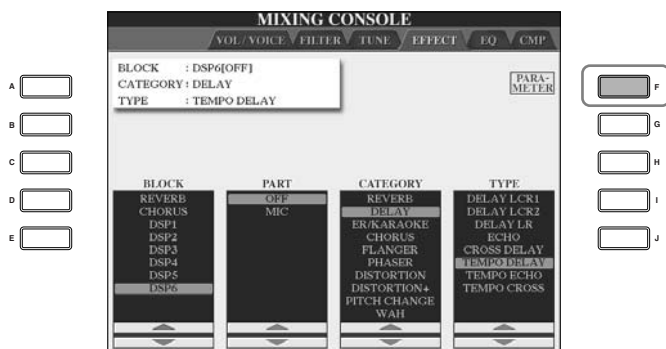 MIXING CONSOLE
VOL/VOICE FILTER TUNE EFFECT EQ CMP
BLOCK : DSP6[OFF]
CATEGORY : DELAY
TYPE : TEMPO DELAY
PARA-
METER
A
B
C
D
E
F
G
H
I
J
BLOCK
REVERB
CHORUS
DSP1
DSP2
DSP3
DSP4
DSP5
DSP6
PART
OFF
MIC
CATEGORY
REVERB
DELAY
ER/KARAOKE
CHORUS
FLANGER
PHASER
DISTORTION
DISTORTION+
PITCH CHANGE
WAH
TYPE
DELAY LCR1
DELAY LCR2
DELAY LR
ECHO
CROSS DELAY
TEMPO DELAY
TEMPO ECHO
TEMPO CROSS